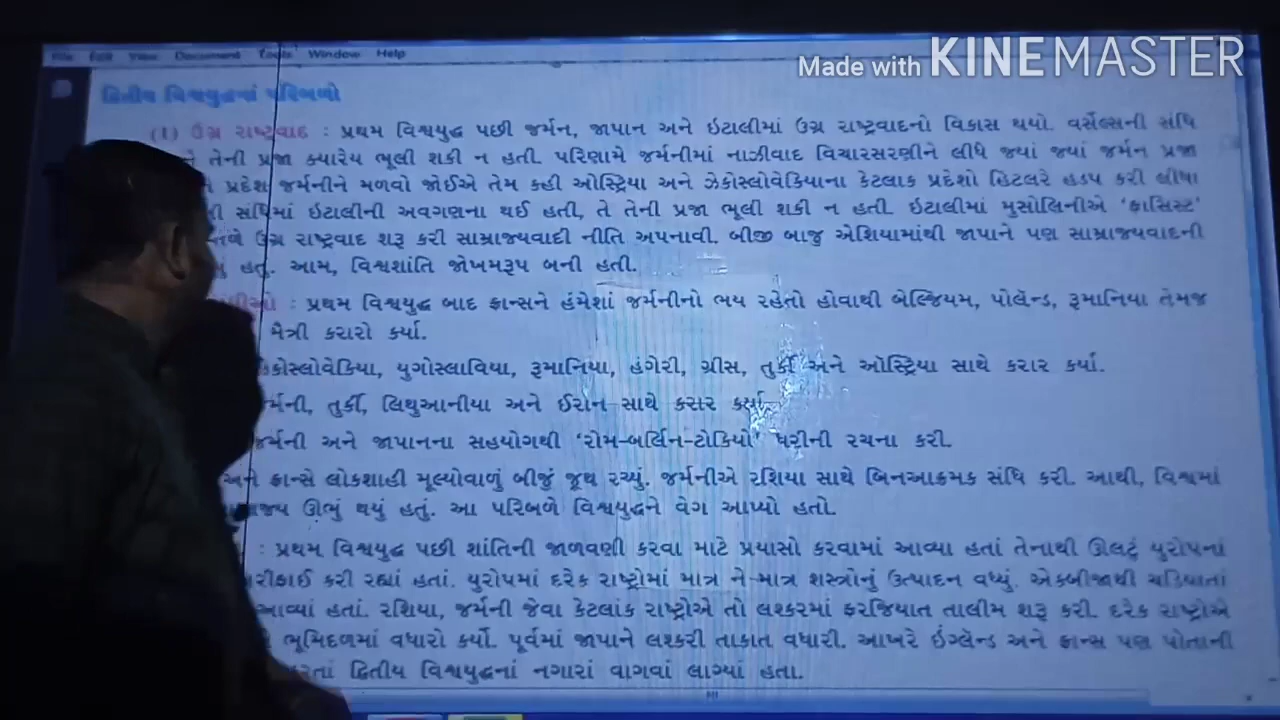 File Edit View Document Tools Window Help
Made with KINEMASTER
દ્વિતીય વિશ્વયુદ્ધનાં પરિબળો
(1) ઉગ્ર રાષ્ટ્રવાદ : પ્રથમ વિશ્વયુદ્ધ પછી જર્મન, જાપાન અને ઇટાલીમાં ઉગ્ર રાષ્ટ્રવાદનો વિકાસ થયો. વર્સેલ્સની સંધિ
તેની પ્રજા ક્યારેય ભૂલી શકી ન હતી. પરિણામે જર્મનીમાં નાઝીવાદ વિચારસરણીને લીધે જ્યાં જ્યાં જર્મન પ્રજા
પ્રદેશ જર્મનીને મળવો જોઈએ તેમ કહી ઓસ્ટ્રિયા અને ઝેકોસ્લોવેકિયાના કેટલાક પ્રદેશો હિટલરે હડપ કરી લીધા
સંધિમાં ઇટાલીની અવગણના થઈ હતી, તે તેની પ્રજા ભૂલી શકી ન હતી. ઇટાલીમાં મુસોલિનીએ ‘ફાસિસ્ટ’
ઉગ્ર રાષ્ટ્રવાદ શરૂ કરી સામ્રાજ્યવાદી નીતિ અપનાવી. બીજી બાજુ એશિયામાંથી જાપાને પણ સામ્રાજ્યવાદની
હતું. આમ, વિશ્વશાંતિ જોખમરૂપ બની હતી.
: પ્રથમ વિશ્વયુદ્ધ બાદ ફ્રાન્સને હંમેશાં જર્મનીનો ભય રહેતો હોવાથી બેલ્જિયમ, પોલૅન્ડ, રૂમાનિયા તેમજ
મૈત્રી કરારો કર્યા.
કોસ્લોવેકિયા, યુગોસ્લાવિયા, રૂમાનિયા, હંગેરી, ગ્રીસ, તુર્કી અને ઑસ્ટ્રિયા સાથે કરાર કર્યા.
ર્મની, તુર્કી, લિથુઆનીયા અને ઈરાન સાથે કરાર કર્યા
જર્મની અને જાપાનના સહયોગથી ‘રોમ-બર્લિન-ટોકિયો’ ધરીની રચના કરી.
અને ફ્રાન્સે લોકશાહી મૂલ્યોવાળું બીજું જૂથ રચ્યું. જર્મનીએ રશિયા સાથે બિનઆક્રમક સંધિ કરી. આથી, વિશ્વમાં
ઊભું થયું હતું. આ પરિબળે વિશ્વયુદ્ધને વેગ આપ્યો હતો.
: પ્રથમ વિશ્વયુદ્ધ પછી શાંતિની જાળવણી કરવા માટે પ્રયાસો કરવામાં આવ્યા હતાં તેનાથી ઊલટું યુરોપનાં
રીફાઈ કરી રહ્યાં હતાં. યુરોપમાં દરેક રાષ્ટ્રોમાં માત્ર ને માત્ર શસ્ત્રોનું ઉત્પાદન વધ્યું. એકબીજાથી ચડિયાતાં
આવ્યાં હતાં. રશિયા, જર્મની જેવા કેટલાંક રાષ્ટ્રોએ તો લશ્કરમાં ફરજિયાત તાલીમ શરૂ કરી. દરેક રાષ્ટ્રોએ
ભૂમિદળમાં વધારો કર્યો. પૂર્વમાં જાપાને લશ્કરી તાકાત વધારી. આખરે ઇંગ્લૅન્ડ અને ફ્રાન્સ પણ પોતાની
રતાં દ્વિતીય વિશ્વયુદ્ધનાં નગારાં વાગવાં લાગ્યાં હતા.